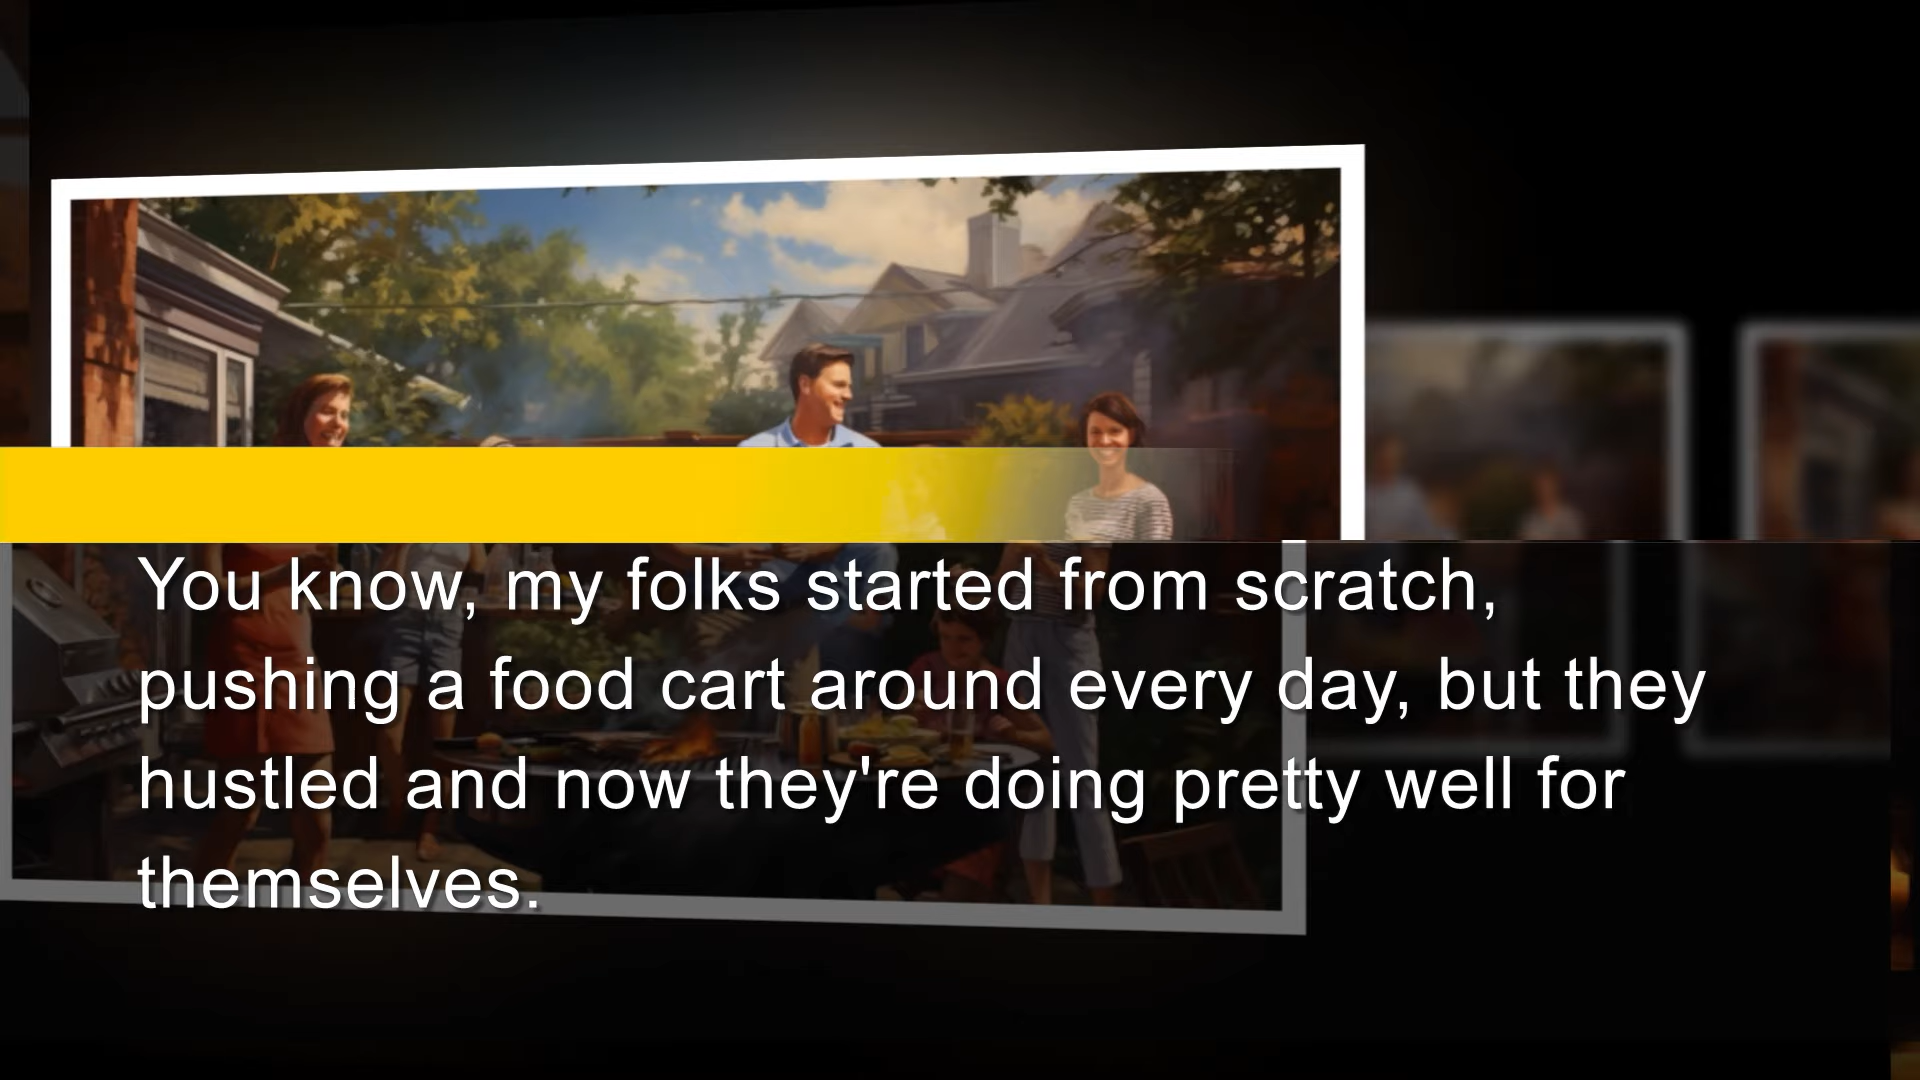 You know, my folks started from scratch,
pushing a food cart around every day, but they
hustled and now they're doing pretty well for
themselves.